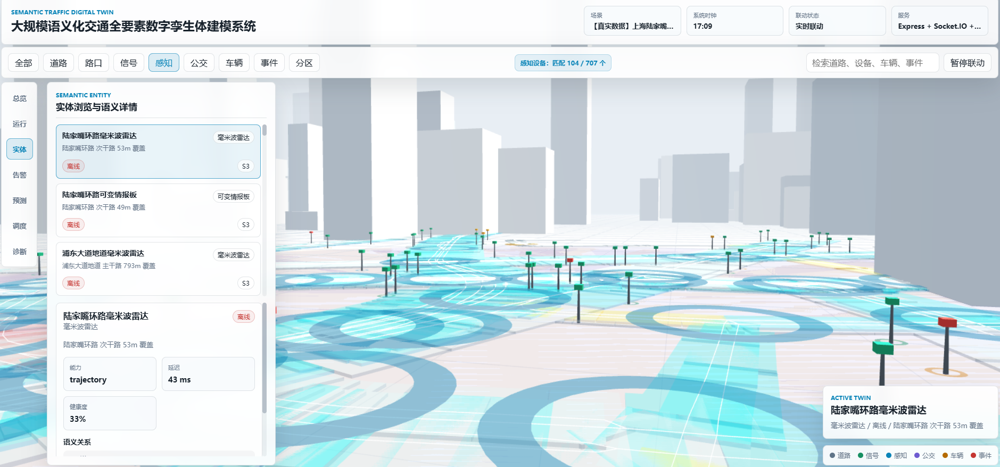 SEMANTIC TRAFFIC DIGITAL TWIN
大规模语义化交通全要素数字孪生体建模系统
场景
【真实数据】上海陆家嘴...
系统时钟
17:09
联动状态
实时联动
服务
Express + Socket.IO +...
全部
道路
路口
信号
感知
公交
车辆
事件
分区
感知设备：匹配 104 / 707 个
检索道路、设备、车辆、事件
暂停联动
总览
运行
实体
告警
预测
调度
诊断
SEMANTIC ENTITY
实体浏览与语义详情
陆家嘴环路毫米波雷达
毫米波雷达
陆家嘴环路 次干路 53m 覆盖
离线
S3
陆家嘴环路可变情报板
可变情报板
陆家嘴环路 次干路 49m 覆盖
离线
S3
浦东大道地道毫米波雷达
毫米波雷达
浦东大道地道 主干路 793m 覆盖
离线
S3
陆家嘴环路毫米波雷达
离线
毫米波雷达
陆家嘴环路 次干路 53m 覆盖
能力
trajectory
延迟
43 ms
健康度
33%
语义关系
ACTIVE TWIN
陆家嘴环路毫米波雷达
毫米波雷达 / 离线 / 陆家嘴环路 次干路 53m 覆盖
道路
信号
感知
公交
车辆
事件